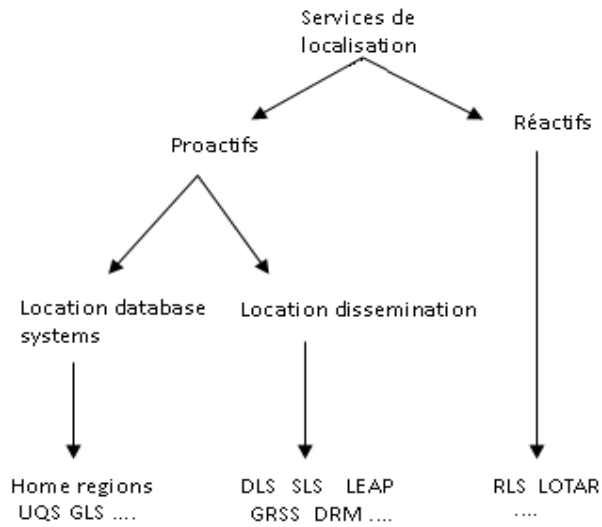 Services de
localisation
Proactifs
Réactifs
Location database
systems
Location dissemination
Home regions
UQS GLS ....
DLS SLS LEAP
GRSS DRM ....
RLS LOTAR
....